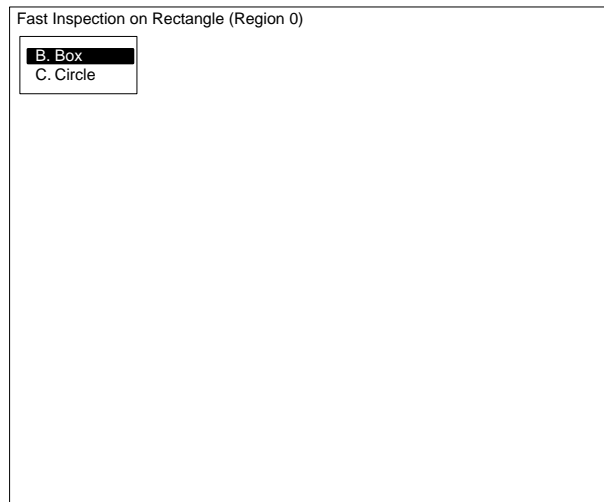 Fast Inspection on Rectangle (Region 0)
B. Box
C. Circle